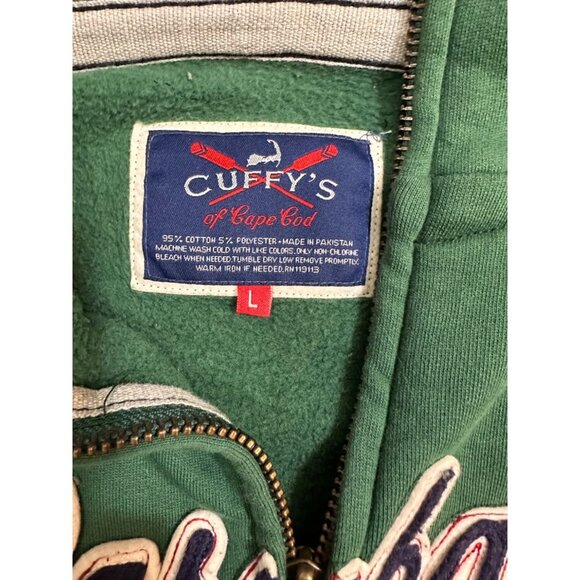 CUFFY'S
of Cape Cod
95% COTTON 5% POLYESTER-MADE IN PAKISTAN
MACHINE WASH COLD WITH LIKE COLORS, ONLY NON-CHLORINE
BLEACH WHEN NEEDED.TUMBLE DRY LOW REMOVE PROMPTLY.
WARM IRON IF NEEDED.RN119113
L